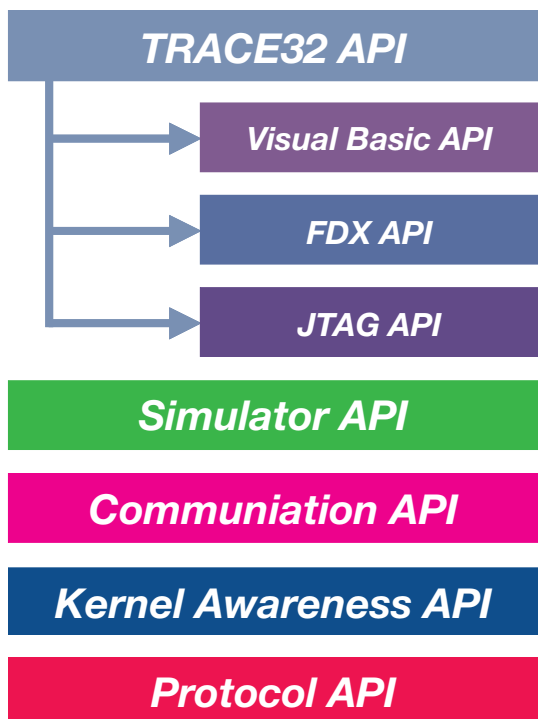 TRACE32 API
Visual Basic API
FDX API
JTAG API
Simulator API
Communiation API
Kernel Awareness API
Protocol API